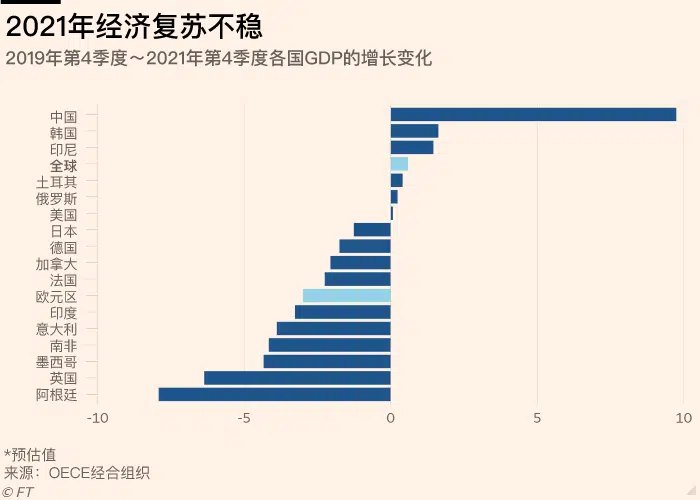 2021年经济复苏不稳
2019年第4季度～2021年第4季度各国GDP的增长变化
中国
韩国
印尼
全球
土耳其
俄罗斯
美国
日本
德国
加拿大
法国
欧元区
印度
意大利
南非
墨西哥
英国
阿根廷
-10 -5 0 5 10
*预估值
来源：OECE经合组织
© FT